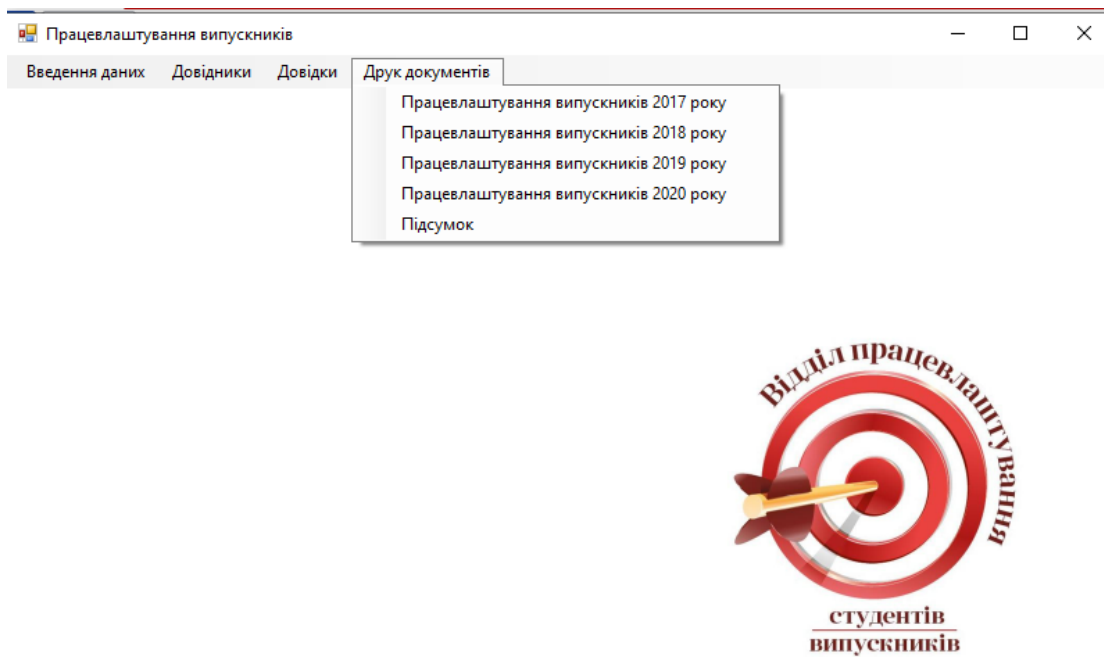 Працевлаштування випускників
Введення даних Довідники Довідки Друк документів
Працевлаштування випускників 2017 року
Працевлаштування випускників 2018 року
Працевлаштування випускників 2019 року
Працевлаштування випускників 2020 року
Підсумок
Відділ працевлаштування
студентів
випускників